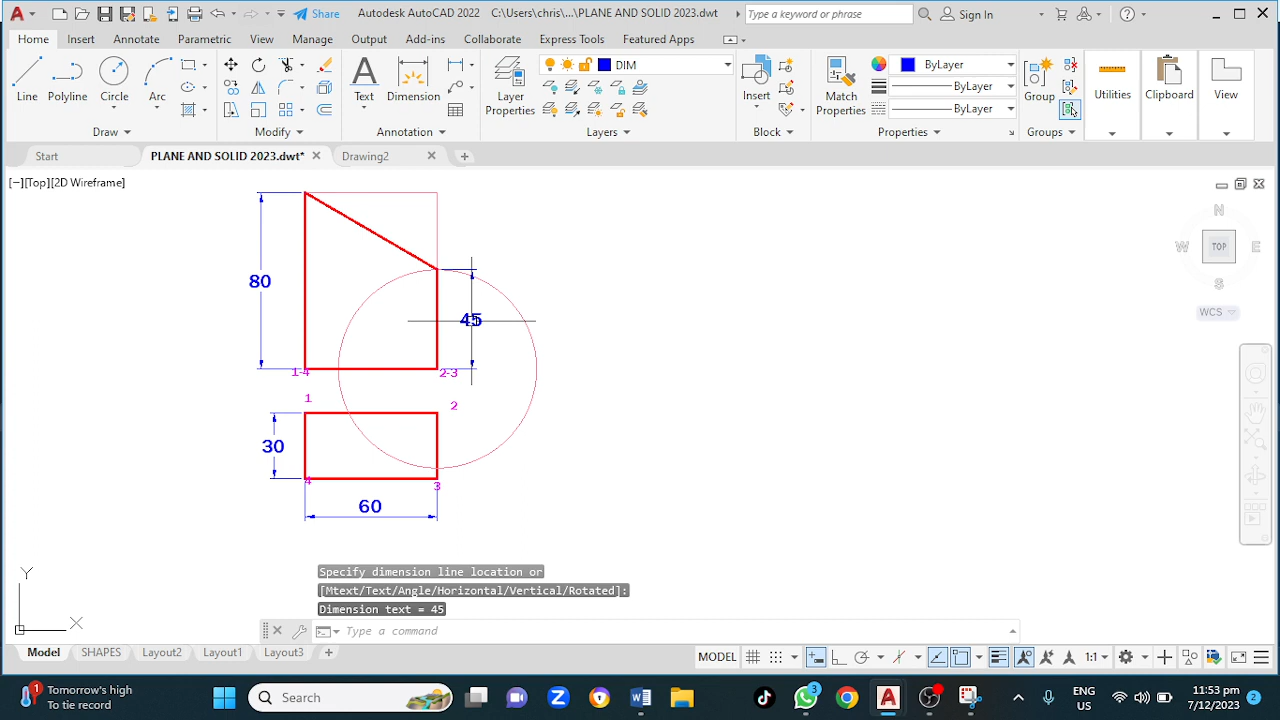 Share
Autodesk AutoCAD 2022 C:\Users\chris\...\PLANE AND SOLID 2023.dwt
Type a keyword or phrase
Sign In
Home Insert Annotate Parametric View Manage Output Add-ins Collaborate Express Tools Featured Apps
DIM
ByLayer
ByLayer
ByLayer
Line Polyline Circle Arc
Text Dimension
Layer
Properties
Insert
Match
Properties
Group
Utilities Clipboard View
Draw Modify Annotation Layers Block Properties Groups
Start PLANE AND SOLID 2023.dwt* Drawing2
[−][Top][2D Wireframe]
N
W TOP E
S
WCS
80
45
1-4 2-3
1 2
30
4 3
60
Specify dimension line location or
[Mtext/Text/Angle/Horizontal/Vertical/Rotated]:
Dimension text = 45
Y
X
Type a command
Model SHAPES Layout2 Layout1 Layout3
MODEL 1:1
1
Tomorrow's high
To tie record
Search
3
ENG
US
11:53 pm
7/12/2023
2